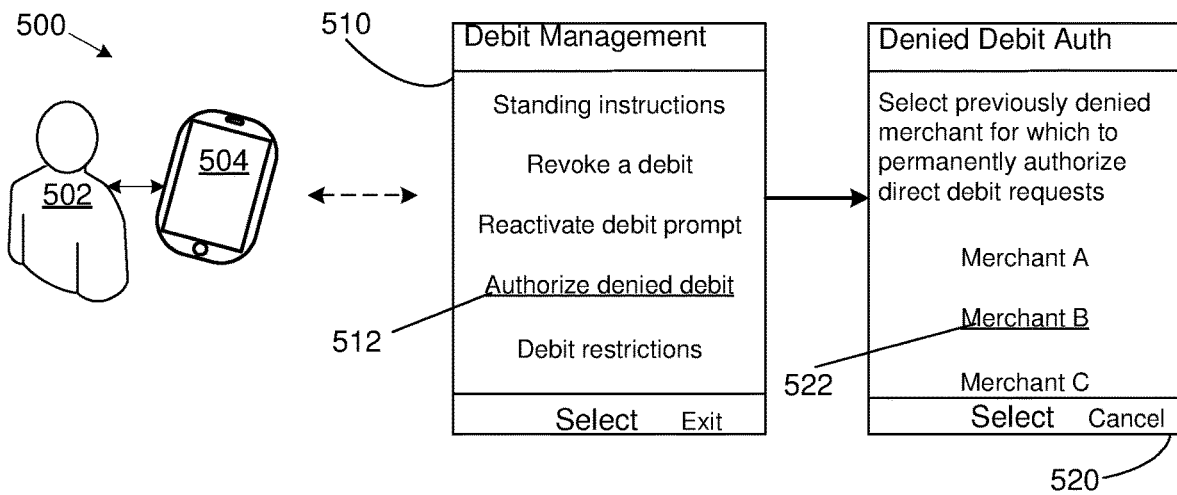 500
502
504
510
Debit Management
Standing instructions
Revoke a debit
Reactivate debit prompt
Authorize denied debit
512
Debit restrictions
Select Exit
Denied Debit Auth
Select previously denied
merchant for which to
permanently authorize
direct debit requests
Merchant A
Merchant B
522
Merchant C
Select Cancel
520